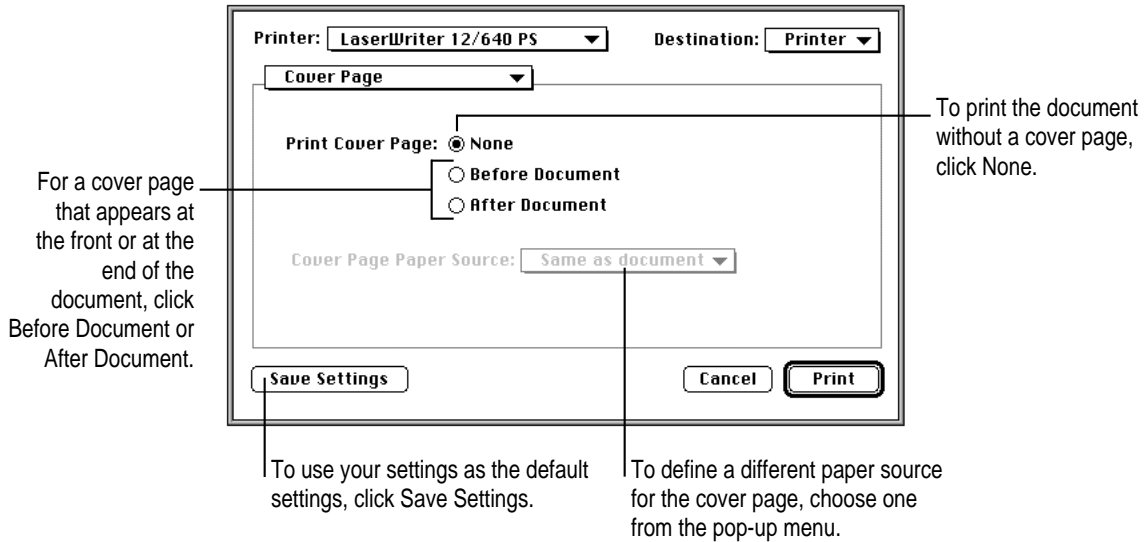 Printer: LaserWriter 12/640 PS Destination: Printer
Cover Page
Print Cover Page: None
Before Document
After Document
Cover Page Paper Source: Same as document
Save Settings Cancel Print
To print the document
without a cover page,
click None.
For a cover page
that appears at
the front or at the
end of the
document, click
Before Document or
After Document.
To use your settings as the default
settings, click Save Settings.
To define a different paper source
for the cover page, choose one
from the pop-up menu.